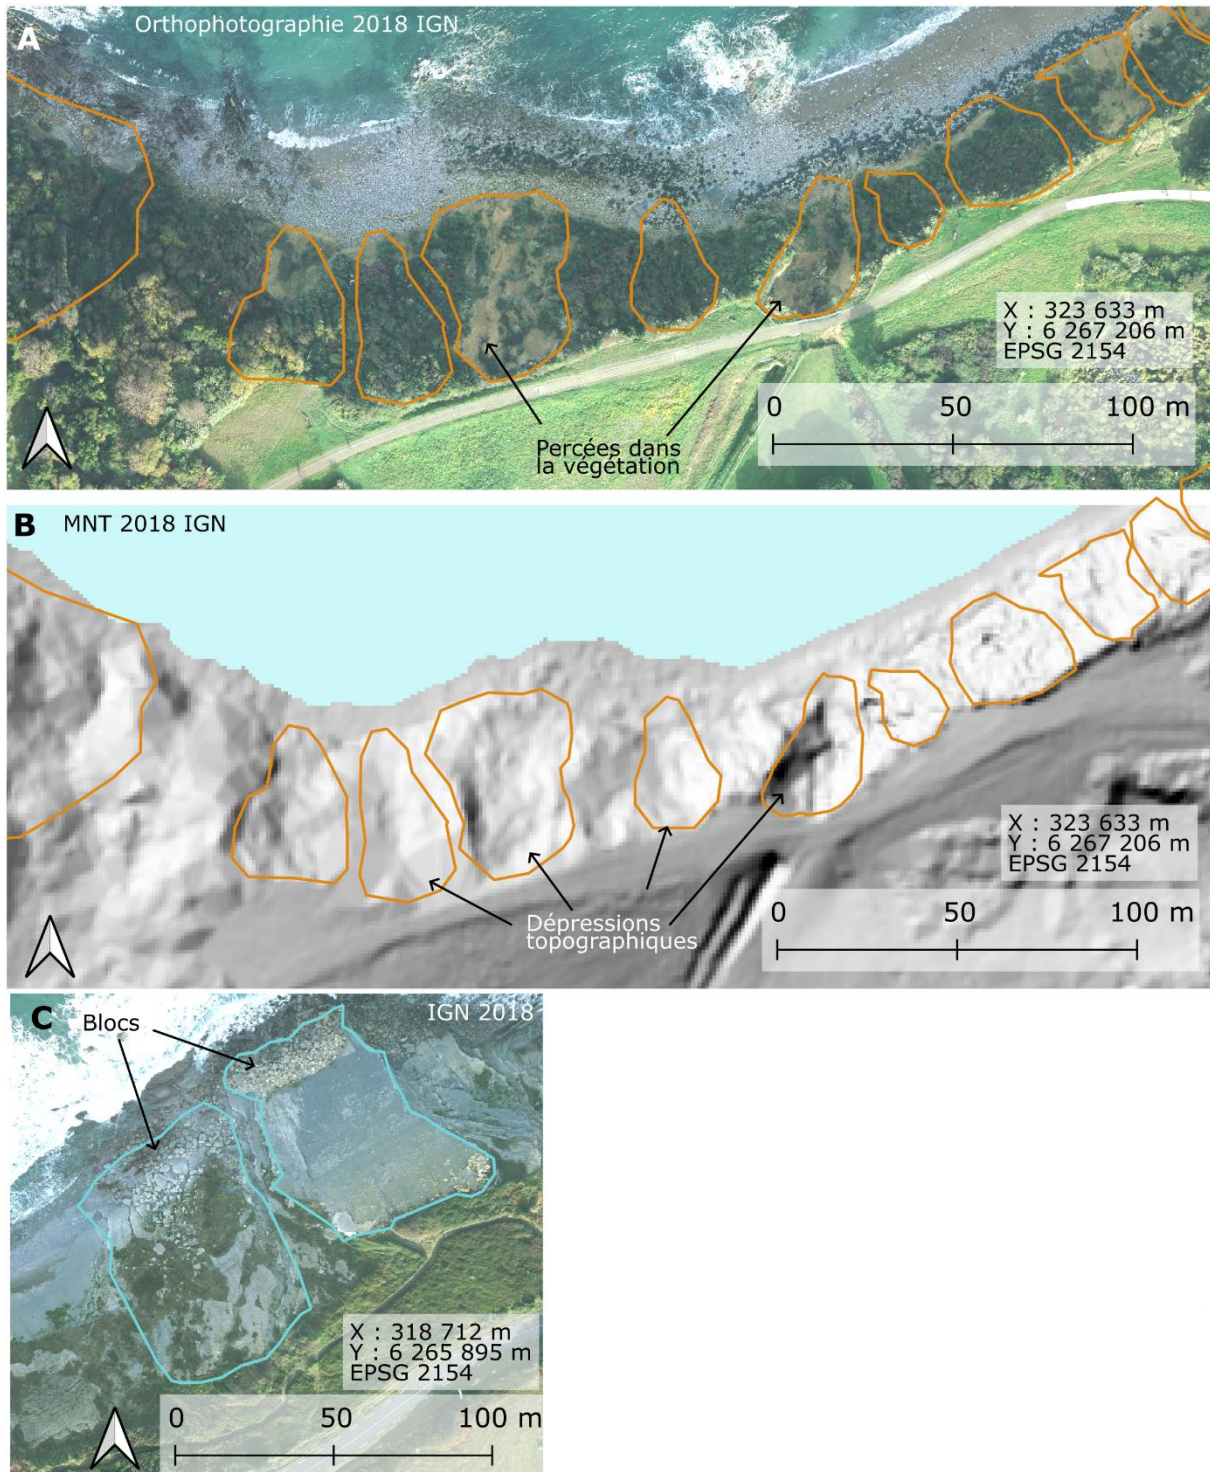 A
Orthophotographie 2018 IGN
X : 323 633 m
Y : 6 267 206 m
EPSG 2154
0 50 100 m
Percées dans
la végétation
B MNT 2018 IGN
X : 323 633 m
Y : 6 267 206 m
EPSG 2154
0 50 100 m
Dépressions
topographiques
C
IGN 2018
Blocs
X : 318 712 m
Y : 6 265 895 m
EPSG 2154
0 50 100 m